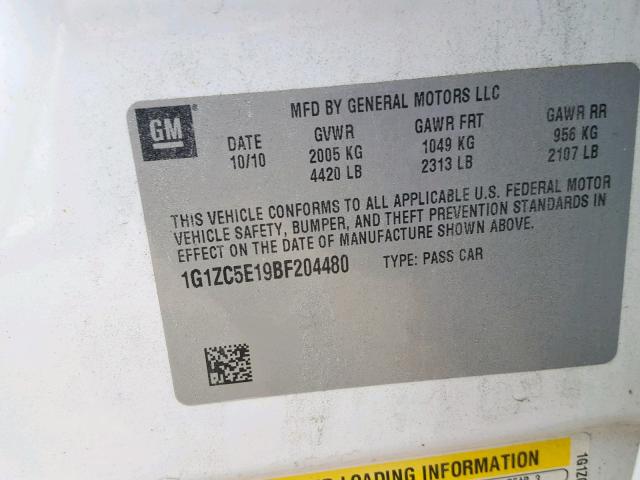 MFD BY GENERAL MOTORS LLC
GM
DATE GVWR GAWR FRT GAWR RR
10/10 2005 KG 1049 KG 956 KG
4420 LB 2313 LB 2107 LB
THIS VEHICLE CONFORMS TO ALL APPLICABLE U.S. FEDERAL MOTOR
VEHICLE SAFETY, BUMPER, AND THEFT PREVENTION STANDARDS IN
EFFECT ON THE DATE OF MANUFACTURE SHOWN ABOVE.
1G1ZC5E19BF204480 TYPE: PASS CAR
LOADING INFORMATION
1G1ZC